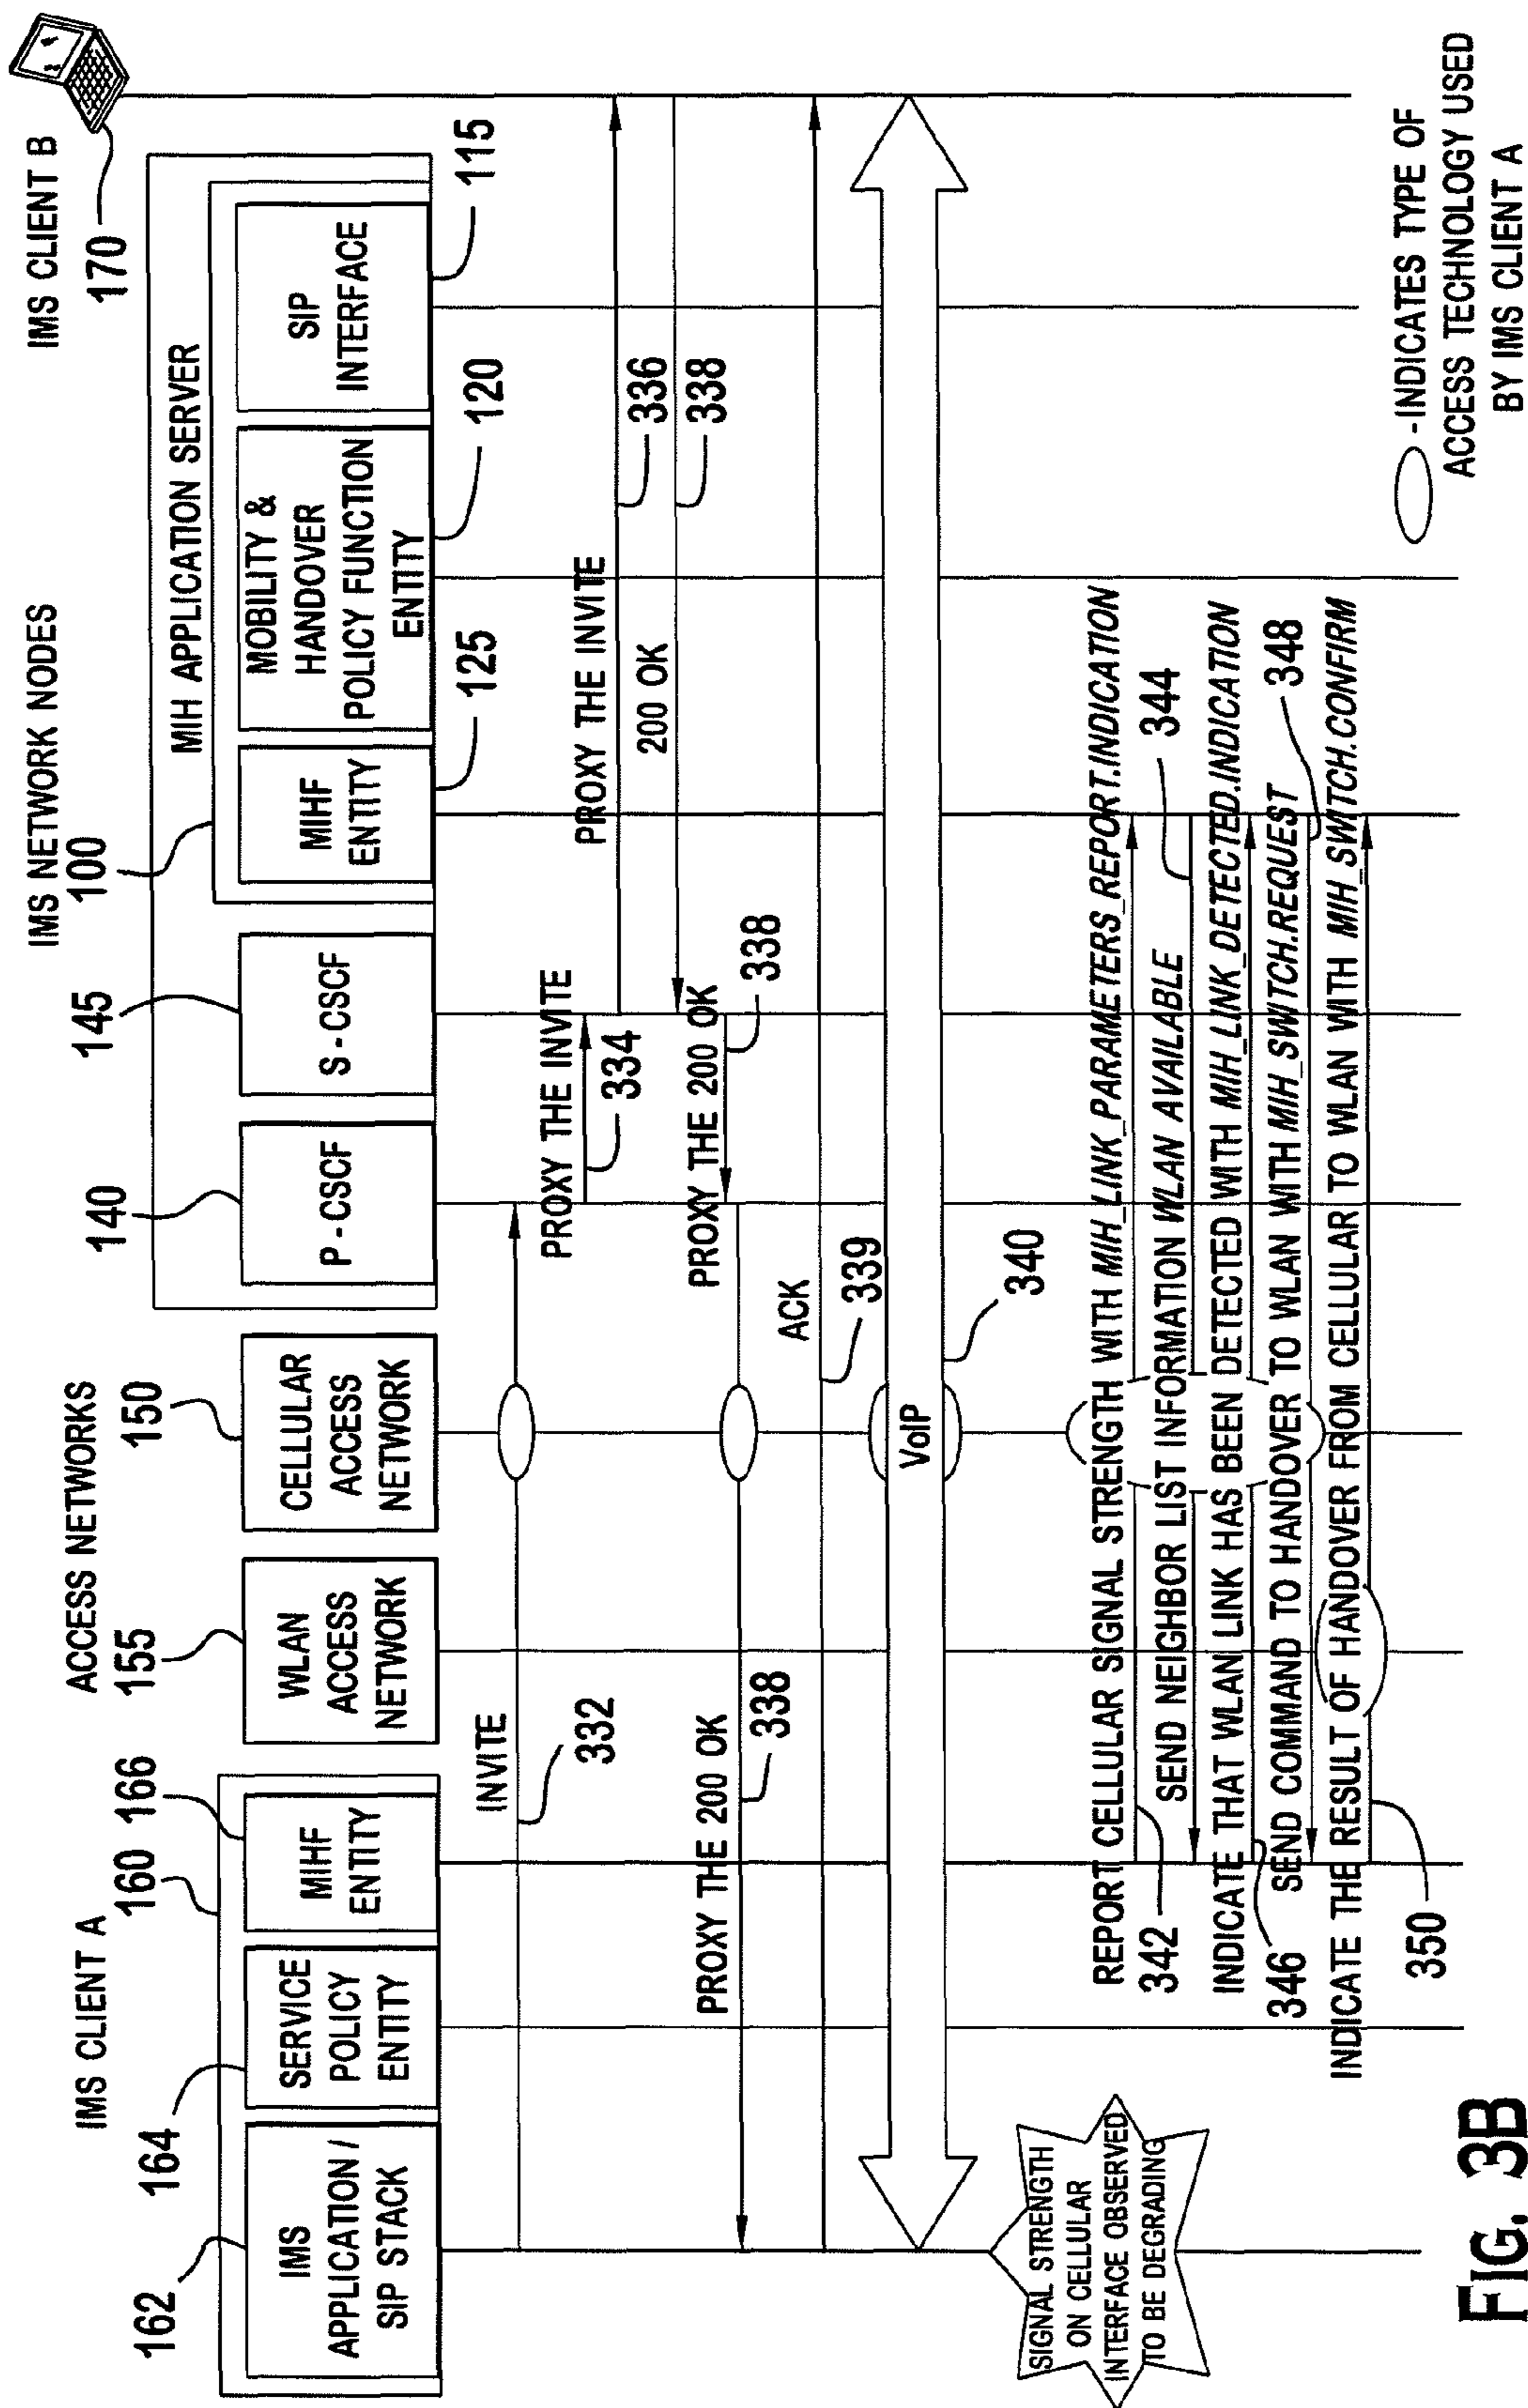 IMS CLIENT A
ACCESS NETWORKS
IMS NETWORK NODES
IMS CLIENT B
160
166
155
150
140
145
100
170
162
164
MIH APPLICATION SERVER
IMS
APPLICATION /
SIP STACK
SERVICE
POLICY
ENTITY
MIHF
ENTITY
WLAN
ACCESS
NETWORK
CELLULAR
ACCESS
NETWORK
P - CSCF
S - CSCF
MIHF
ENTITY
MOBILITY &
HANDOVER
POLICY FUNCTION
ENTITY
SIP
INTERFACE
125
120
115
INVITE
332
PROXY THE INVITE
334
PROXY THE INVITE
336
200 OK
338
PROXY THE 200 OK
338
PROXY THE 200 OK
338
ACK
339
VoIP
340
SIGNAL STRENGTH
ON CELLULAR
INTERFACE OBSERVED
TO BE DEGRADING
REPORT CELLULAR SIGNAL STRENGTH WITH MIH_LINK_PARAMETERS_REPORT.INDICATION
342
SEND NEIGHBOR LIST INFORMATION WLAN AVAILABLE
344
INDICATE THAT WLAN LINK HAS BEEN DETECTED WITH MIH_LINK_DETECTED.INDICATION
346
SEND COMMAND TO HANDOVER TO WLAN WITH MIH_SWITCH.REQUEST
348
INDICATE THE RESULT OF HANDOVER FROM CELLULAR TO WLAN WITH MIH_SWITCH.CONFIRM
350
-INDICATES TYPE OF
ACCESS TECHNOLOGY USED
BY IMS CLIENT A
FIG. 3B